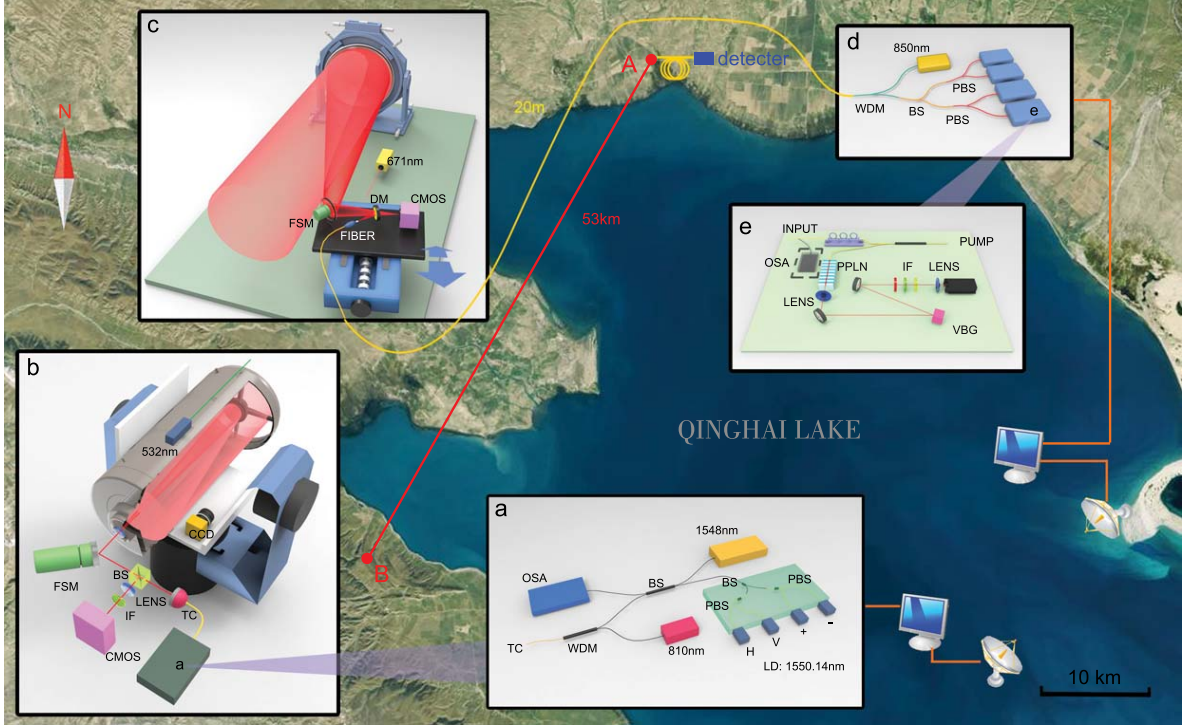 c
671nm
DM
CMOS
FSM
FIBER
N
20m
A
detecter
53km
B
d
850nm
WDM
BS
PBS
PBS
e
e
INPUT
PUMP
OSA
PPLN
IF
LENS
LENS
VBG
b
532nm
CCD
FSM
BS
LENS
IF
TC
CMOS
a
QINGHAI LAKE
a
1548nm
OSA
BS
BS
PBS
PBS
TC
WDM
810nm
H
V
+
-
LD: 1550.14nm
10 km